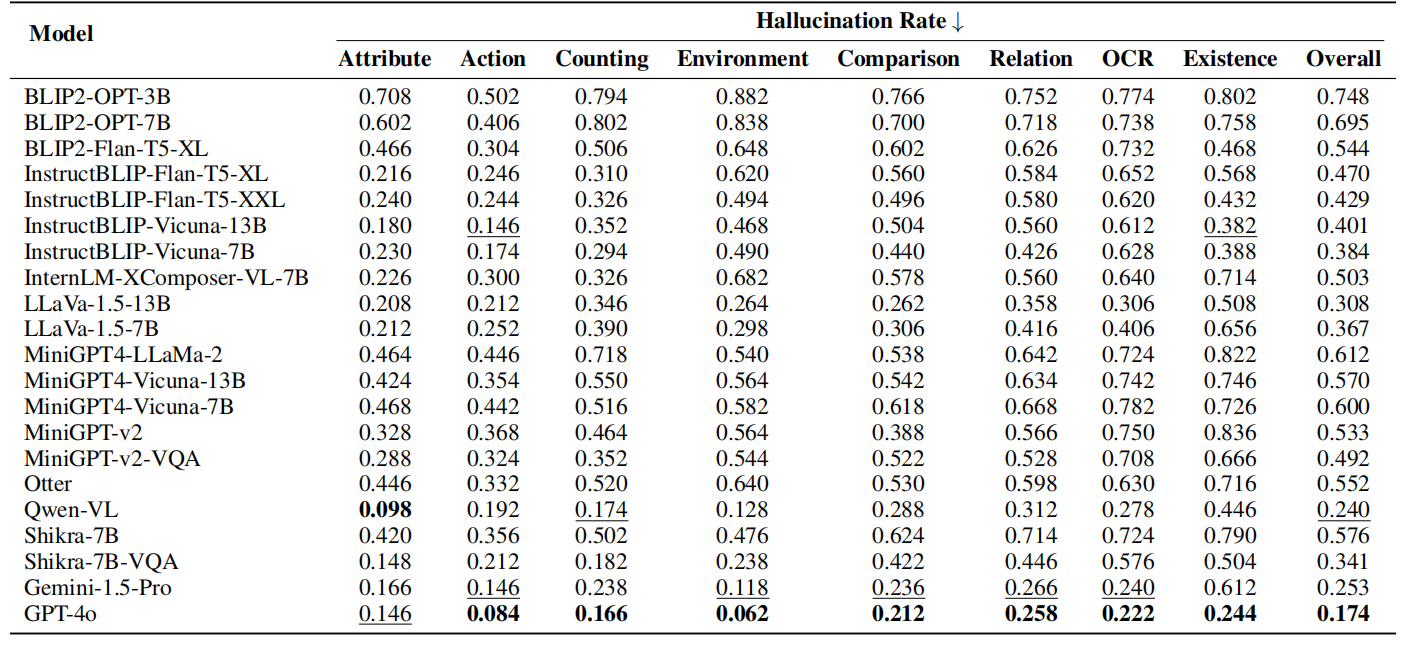 Model Hallucination Rate ↓
Attribute Action Counting Environment Comparison Relation OCR Existence Overall
BLIP2-OPT-3B 0.708 0.502 0.794 0.882 0.766 0.752 0.774 0.802 0.748
BLIP2-OPT-7B 0.602 0.406 0.802 0.838 0.700 0.718 0.738 0.758 0.695
BLIP2-Flan-T5-XL 0.466 0.304 0.506 0.648 0.602 0.626 0.732 0.468 0.544
InstructBLIP-Flan-T5-XL 0.216 0.246 0.310 0.620 0.560 0.584 0.652 0.568 0.470
InstructBLIP-Flan-T5-XXL 0.240 0.244 0.326 0.494 0.496 0.580 0.620 0.432 0.429
InstructBLIP-Vicuna-13B 0.180 0.146 0.352 0.468 0.504 0.560 0.612 0.382 0.401
InstructBLIP-Vicuna-7B 0.230 0.174 0.294 0.490 0.440 0.426 0.628 0.388 0.384
InternLM-XComposer-VL-7B 0.226 0.300 0.326 0.682 0.578 0.560 0.640 0.714 0.503
LLaVa-1.5-13B 0.208 0.212 0.346 0.264 0.262 0.358 0.306 0.508 0.308
LLaVa-1.5-7B 0.212 0.252 0.390 0.298 0.306 0.416 0.406 0.656 0.367
MiniGPT4-LLaMa-2 0.464 0.446 0.718 0.540 0.538 0.642 0.724 0.822 0.612
MiniGPT4-Vicuna-13B 0.424 0.354 0.550 0.564 0.542 0.634 0.742 0.746 0.570
MiniGPT4-Vicuna-7B 0.468 0.442 0.516 0.582 0.618 0.668 0.782 0.726 0.600
MiniGPT-v2 0.328 0.368 0.464 0.564 0.388 0.566 0.750 0.836 0.533
MiniGPT-v2-VQA 0.288 0.324 0.352 0.544 0.522 0.528 0.708 0.666 0.492
Otter 0.446 0.332 0.520 0.640 0.530 0.598 0.630 0.716 0.552
Qwen-VL 0.098 0.192 0.174 0.128 0.288 0.312 0.278 0.446 0.240
Shikra-7B 0.420 0.356 0.502 0.476 0.624 0.714 0.724 0.790 0.576
Shikra-7B-VQA 0.148 0.212 0.182 0.238 0.422 0.446 0.576 0.504 0.341
Gemini-1.5-Pro 0.166 0.146 0.238 0.118 0.236 0.266 0.240 0.612 0.253
GPT-4o 0.146 0.084 0.166 0.062 0.212 0.258 0.222 0.244 0.174